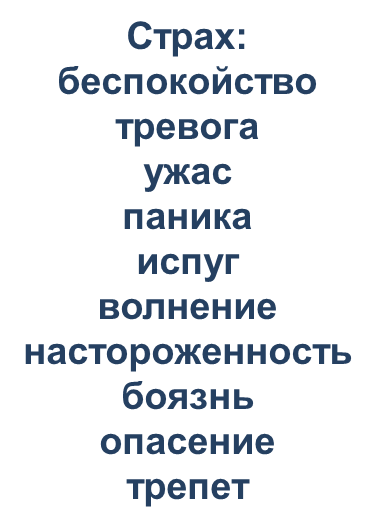 Страх:
беспокойство
тревога
ужас
паника
испуг
волнение
настороженность
боязнь
опасение
трепет